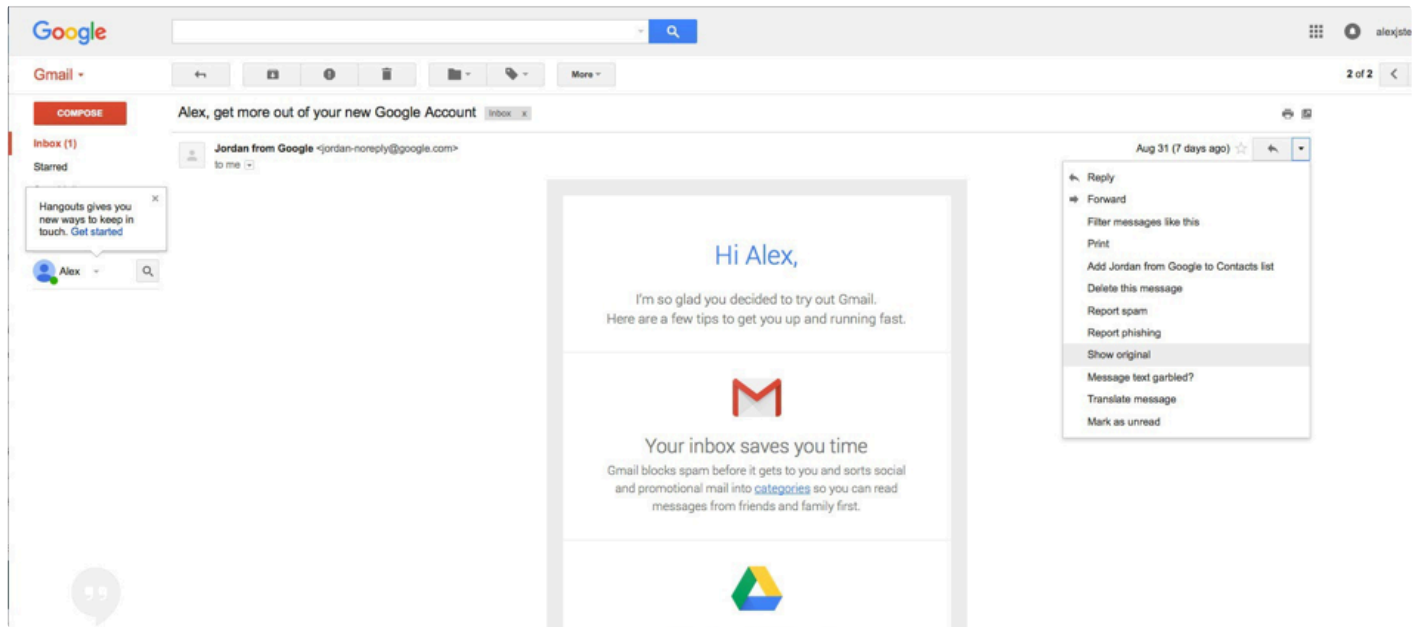 Google
alexjste
Gmail
More
2 of 2
COMPOSE
Alex, get more out of your new Google Account Inbox x
Inbox (1)
Jordan from Google <jordan-noreply@google.com>
Aug 31 (7 days ago)
to me
Starred
Hangouts gives you
new ways to keep in
touch. Get started
Alex
Reply
Forward
Filter messages like this
Print
Add Jordan from Google to Contacts list
Delete this message
Report spam
Report phishing
Show original
Message text garbled?
Translate message
Mark as unread
Hi Alex,
I'm so glad you decided to try out Gmail.
Here are a few tips to get you up and running fast.
Your inbox saves you time
Gmail blocks spam before it gets to you and sorts social
and promotional mail into categories so you can read
messages from friends and family first.